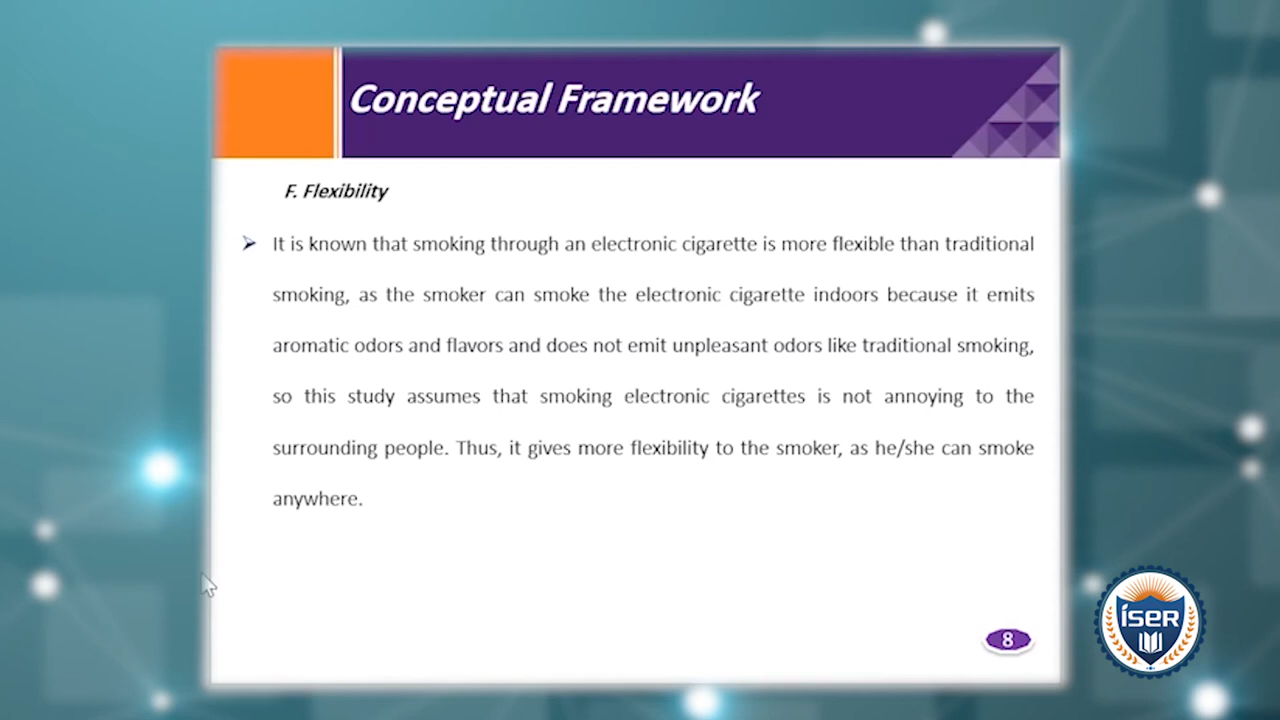 Conceptual Framework
F. Flexibility
It is known that smoking through an electronic cigarette is more flexible than traditional
smoking, as the smoker can smoke the electronic cigarette indoors because it emits
aromatic odors and flavors and does not emit unpleasant odors like traditional smoking,
so this study assumes that smoking electronic cigarettes is not annoying to the
surrounding people. Thus, it gives more flexibility to the smoker, as he/she can smoke
anywhere.
8
İSER